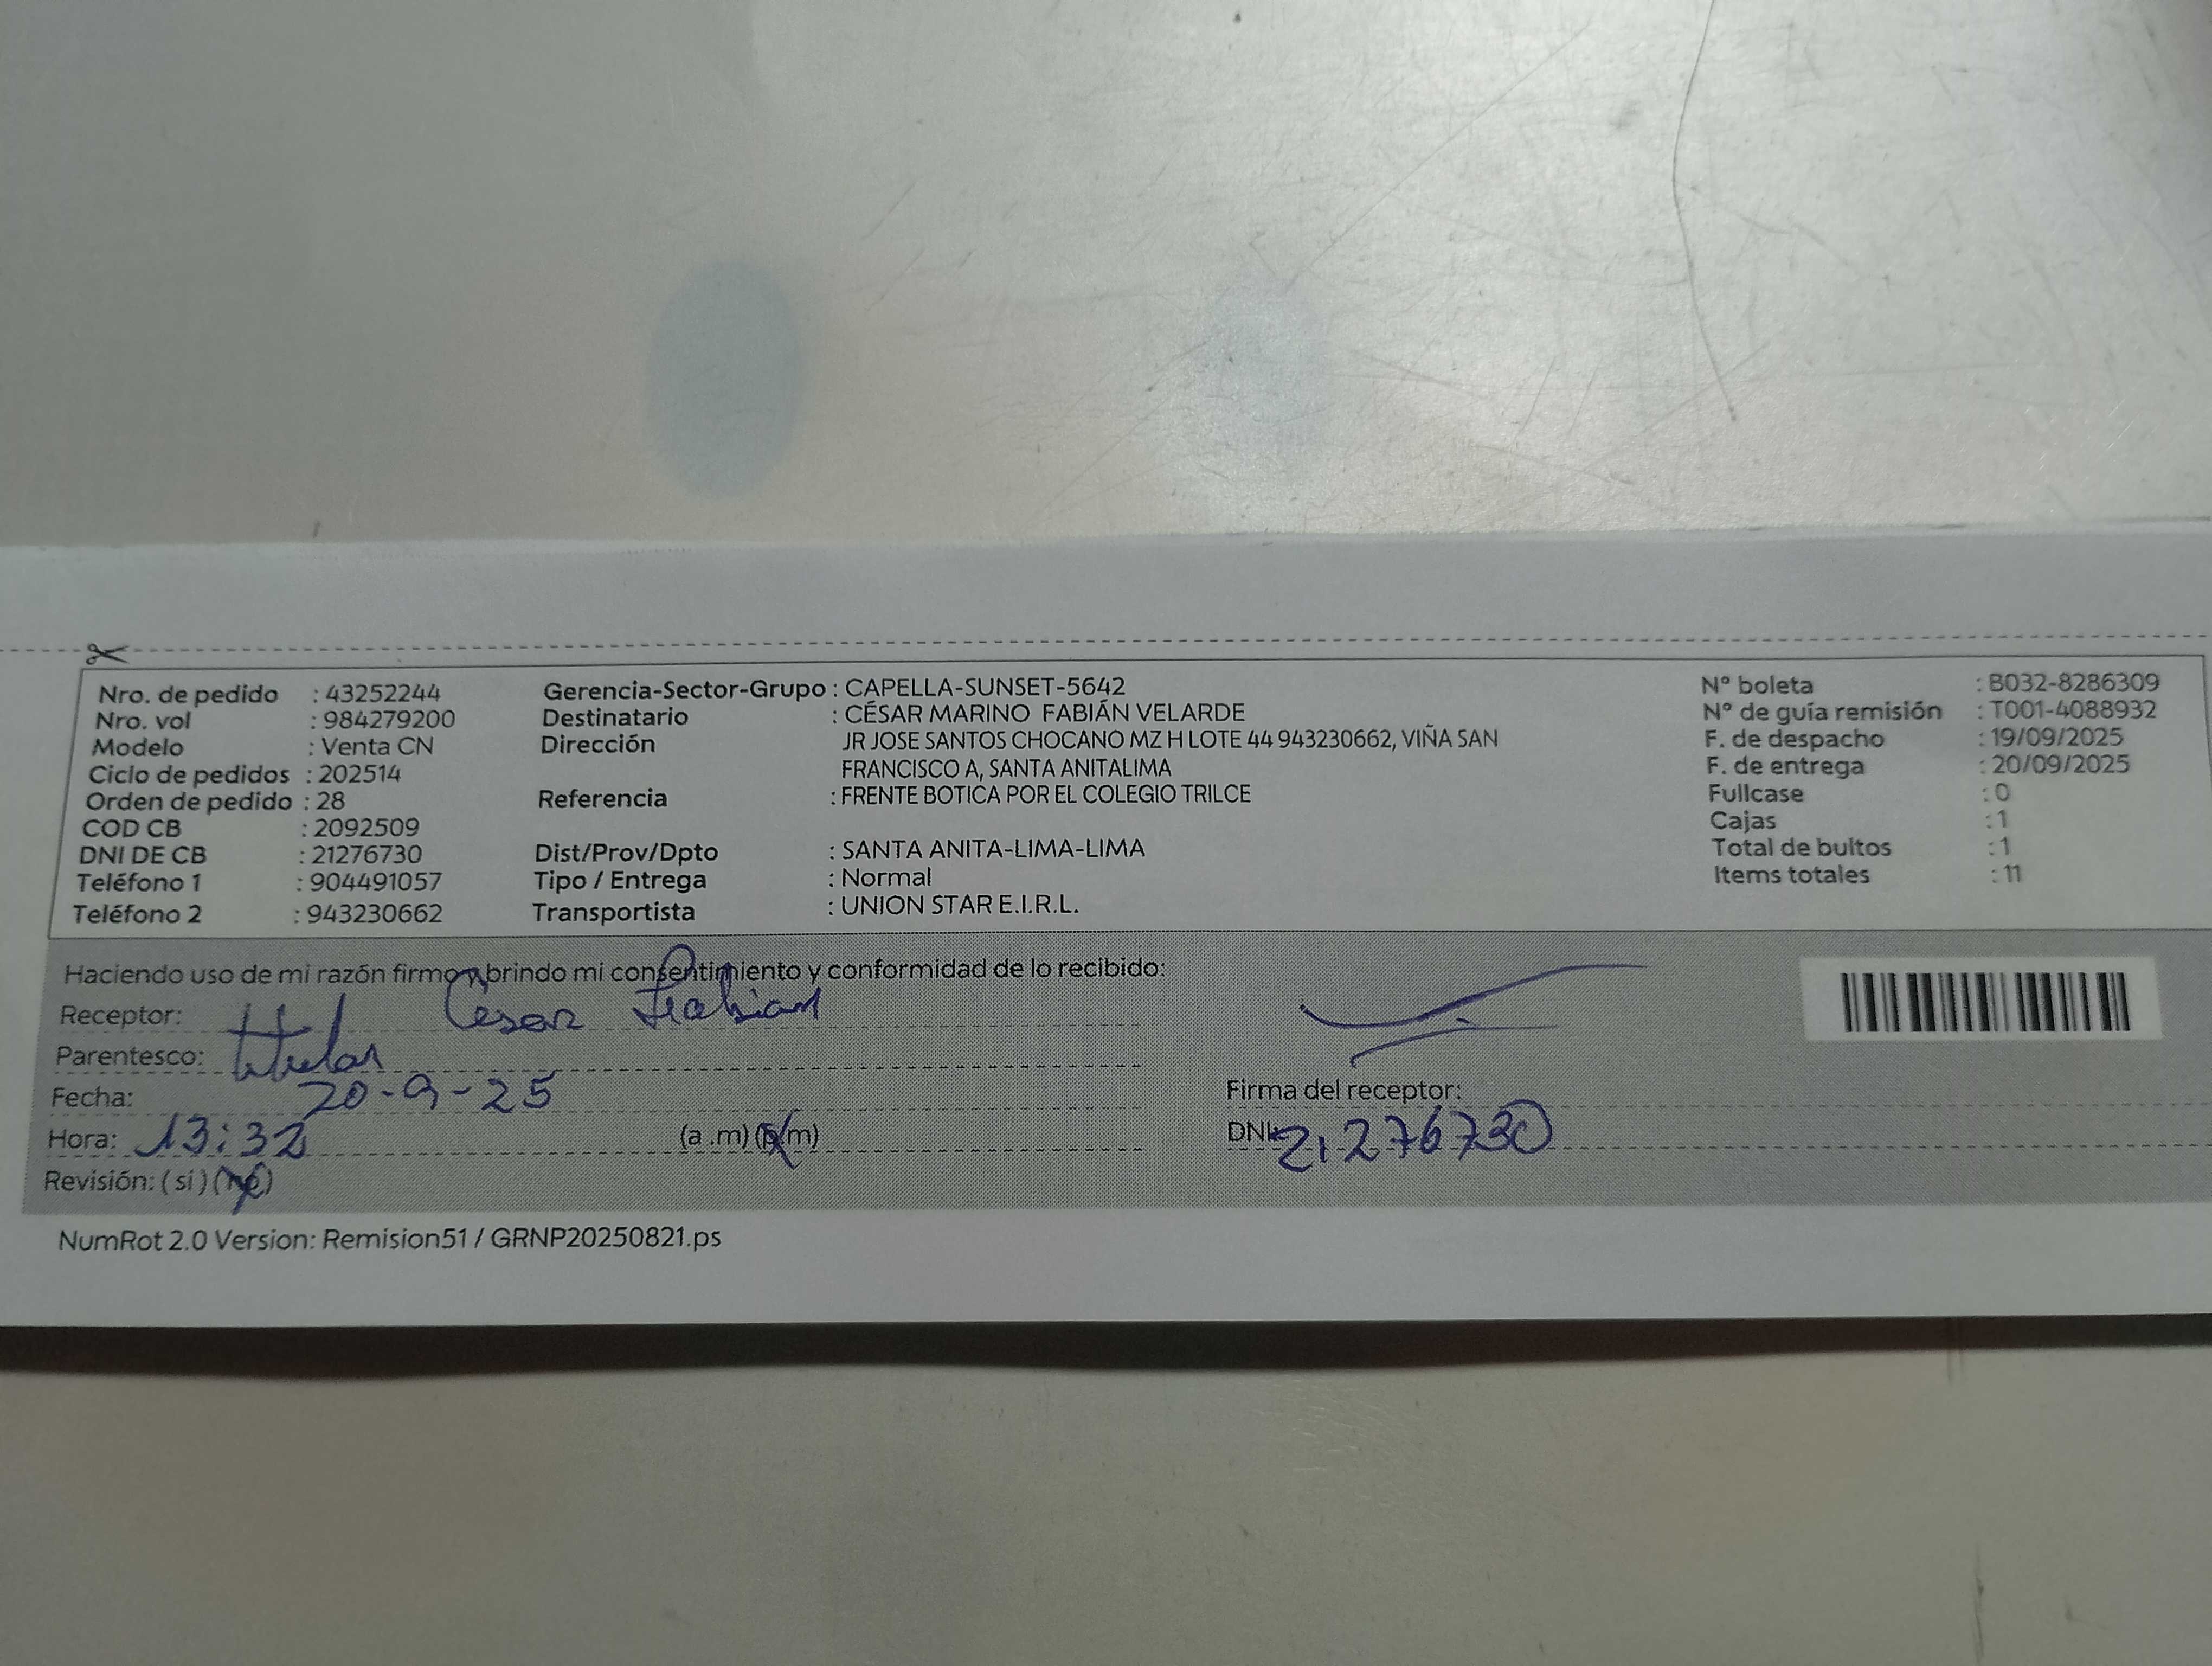 Nro. de pedido : 43252244
Nro. vol : 984279200
Modelo : Venta CN
Ciclo de pedidos : 202514
Orden de pedido : 28
COD CB : 2092509
DNI DE CB : 21276730
Teléfono 1 : 904491057
Teléfono 2 : 943230662
Gerencia-Sector-Grupo : CAPELLA-SUNSET-5642
Destinatario : CÉSAR MARINO FABIÁN VELARDE
Dirección JR JOSE SANTOS CHOCANO MZ H LOTE 44 943230662, VIÑA SAN
FRANCISCO A, SANTA ANITALIMA
Referencia : FRENTE BOTICA POR EL COLEGIO TRILCE
Dist/Prov/Dpto : SANTA ANITA-LIMA-LIMA
Tipo / Entrega : Normal
Transportista : UNION STAR E.I.R.L.
N° boleta : B032-8286309
N° de guía remisión : T001-4088932
F. de despacho : 19/09/2025
F. de entrega : 20/09/2025
Fullcase : 0
Cajas : 1
Total de bultos : 1
Items totales : 11
Haciendo uso de mi razón firmo y brindo mi consentimiento y conformidad de lo recibido:
Receptor: Cesar Fabian
Parentesco: titular
Fecha: 20-9-25
Hora: 13:32 (a .m) (p.m)
Revisión: ( si ) (no)
Firma del receptor:
DNI: 21276730
NumRot 2.0 Version: Remision51 / GRNP20250821.ps